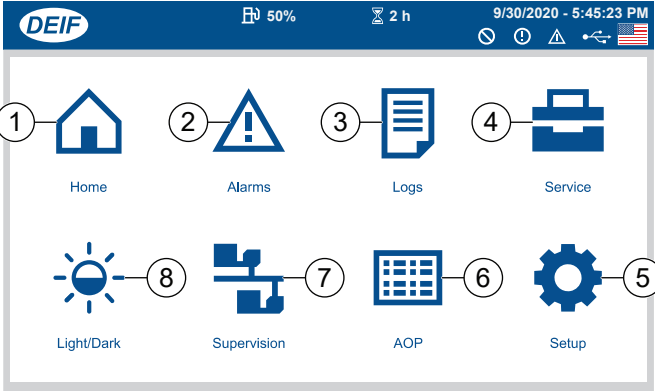 DEIF 50% 2 h 9/30/2020 - 5:45:23 PM
1 2 3 4
Home Alarms Logs Service
8 7 6 5
Light/Dark Supervision AOP Setup